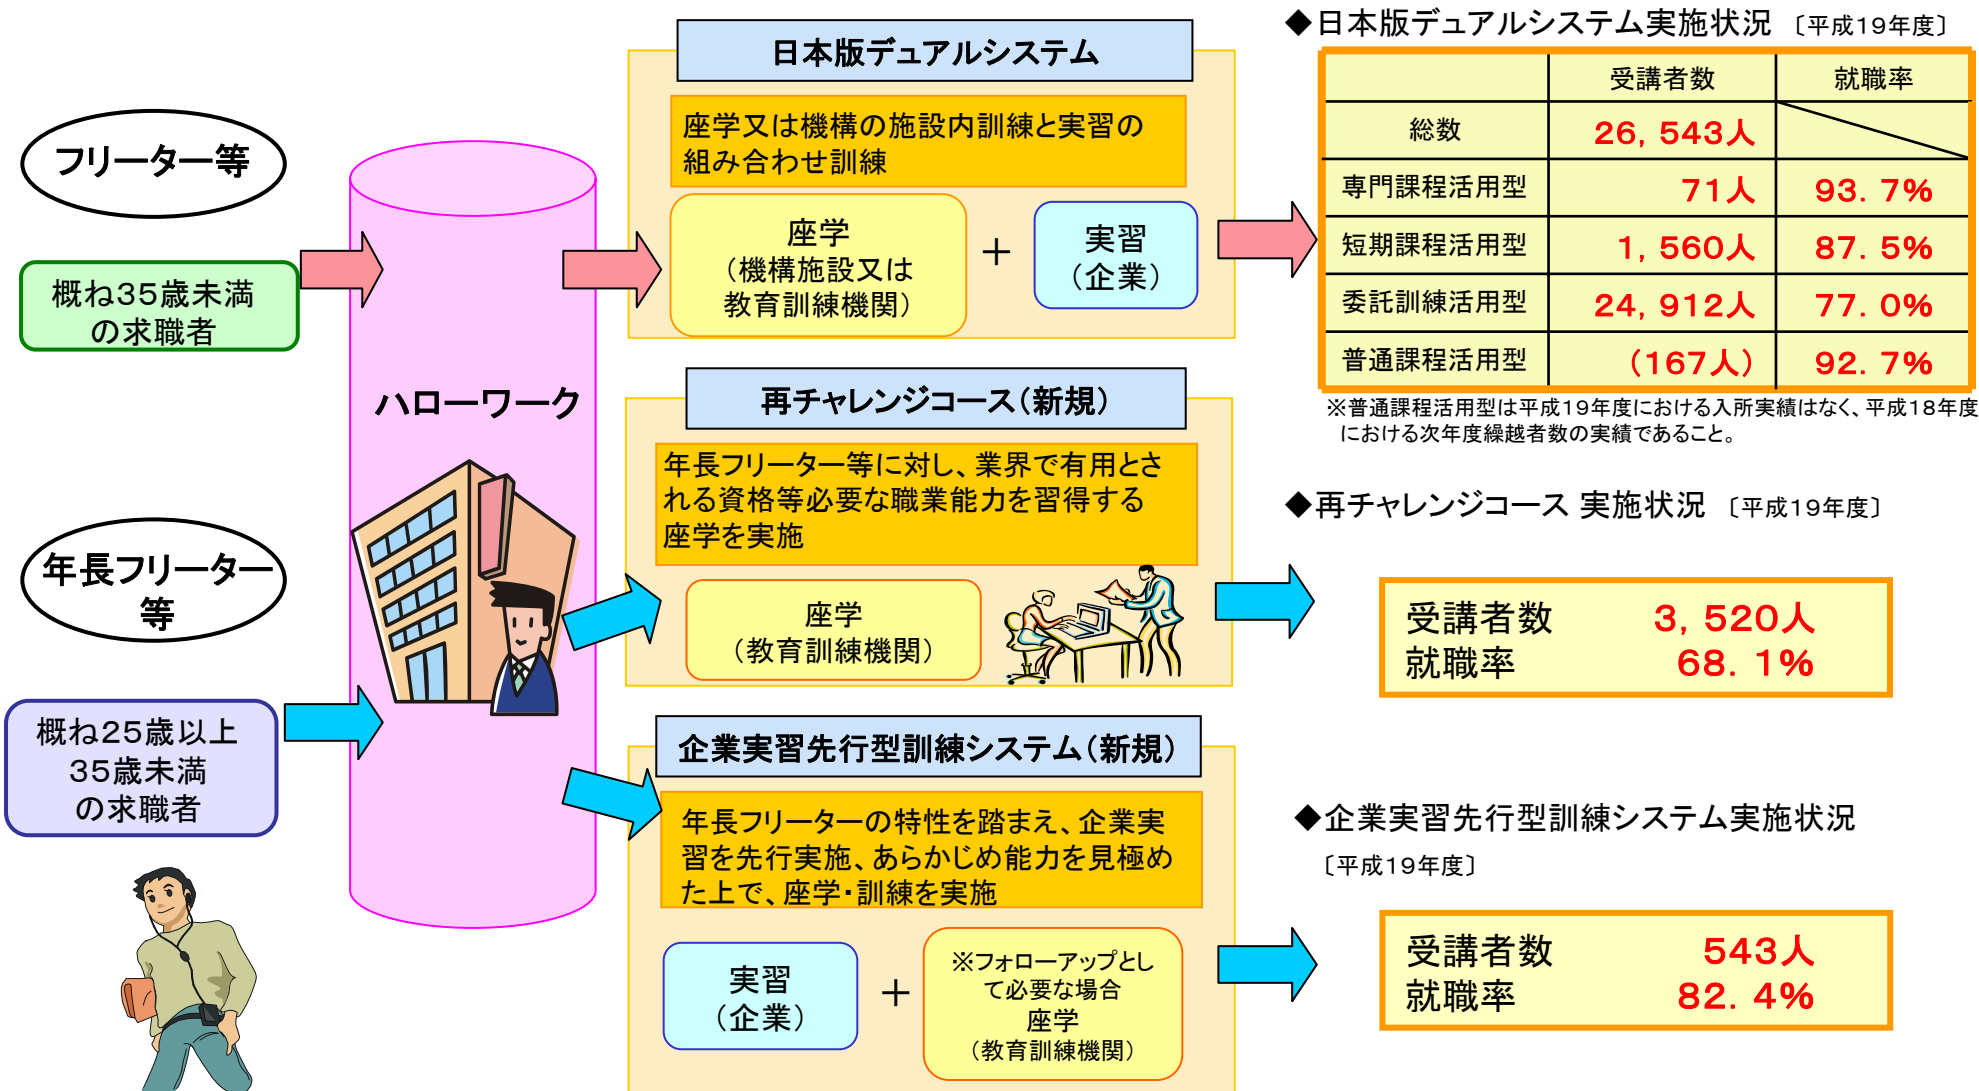 フリーター等
概ね35歳未満
の求職者
年長フリーター
等
概ね25歳以上
35歳未満
の求職者
ハローワーク
日本版デュアルシステム
座学又は機構の施設内訓練と実習の
組み合わせ訓練
座学
（機構施設又は
教育訓練機関）
＋
実習
（企業）
再チャレンジコース（新規）
年長フリーター等に対し、業界で有用とさ
れる資格等必要な職業能力を習得する
座学を実施
座学
（教育訓練機関）
企業実習先行型訓練システム（新規）
年長フリーターの特性を踏まえ、企業実
習を先行実施、あらかじめ能力を見極め
た上で、座学・訓練を実施
実習
（企業）
＋
※フォローアップとし
て必要な場合
座学
（教育訓練機関）
◆日本版デュアルシステム実施状況 〔平成19年度〕
受講者数 就職率
総数 26，543人
専門課程活用型 71人 93．7%
短期課程活用型 1，560人 87．5%
委託訓練活用型 24，912人 77．0%
普通課程活用型 （167人） 92．7%
※普通課程活用型は平成19年度における入所実績はなく、平成18年度
における次年度繰越者数の実績であること。
◆再チャレンジコース 実施状況 〔平成19年度〕
受講者数 3，520人
就職率 68．1%
◆企業実習先行型訓練システム実施状況
〔平成19年度〕
受講者数 543人
就職率 82．4%